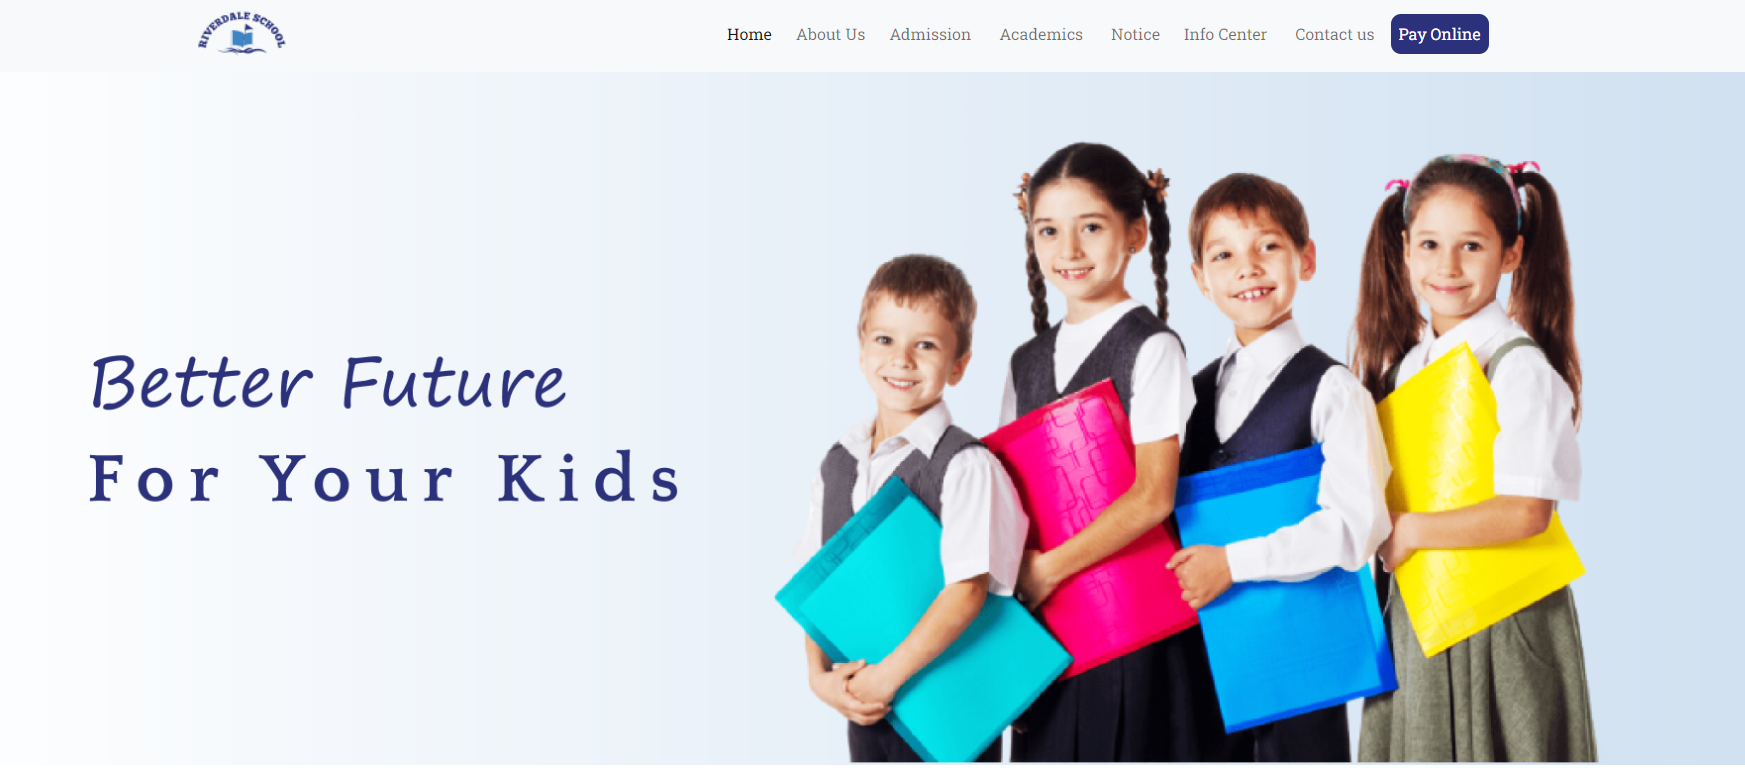 RIVERDALE SCHOOL
Home About Us Admission Academics Notice Info Center Contact us Pay Online
Better Future
For Your Kids